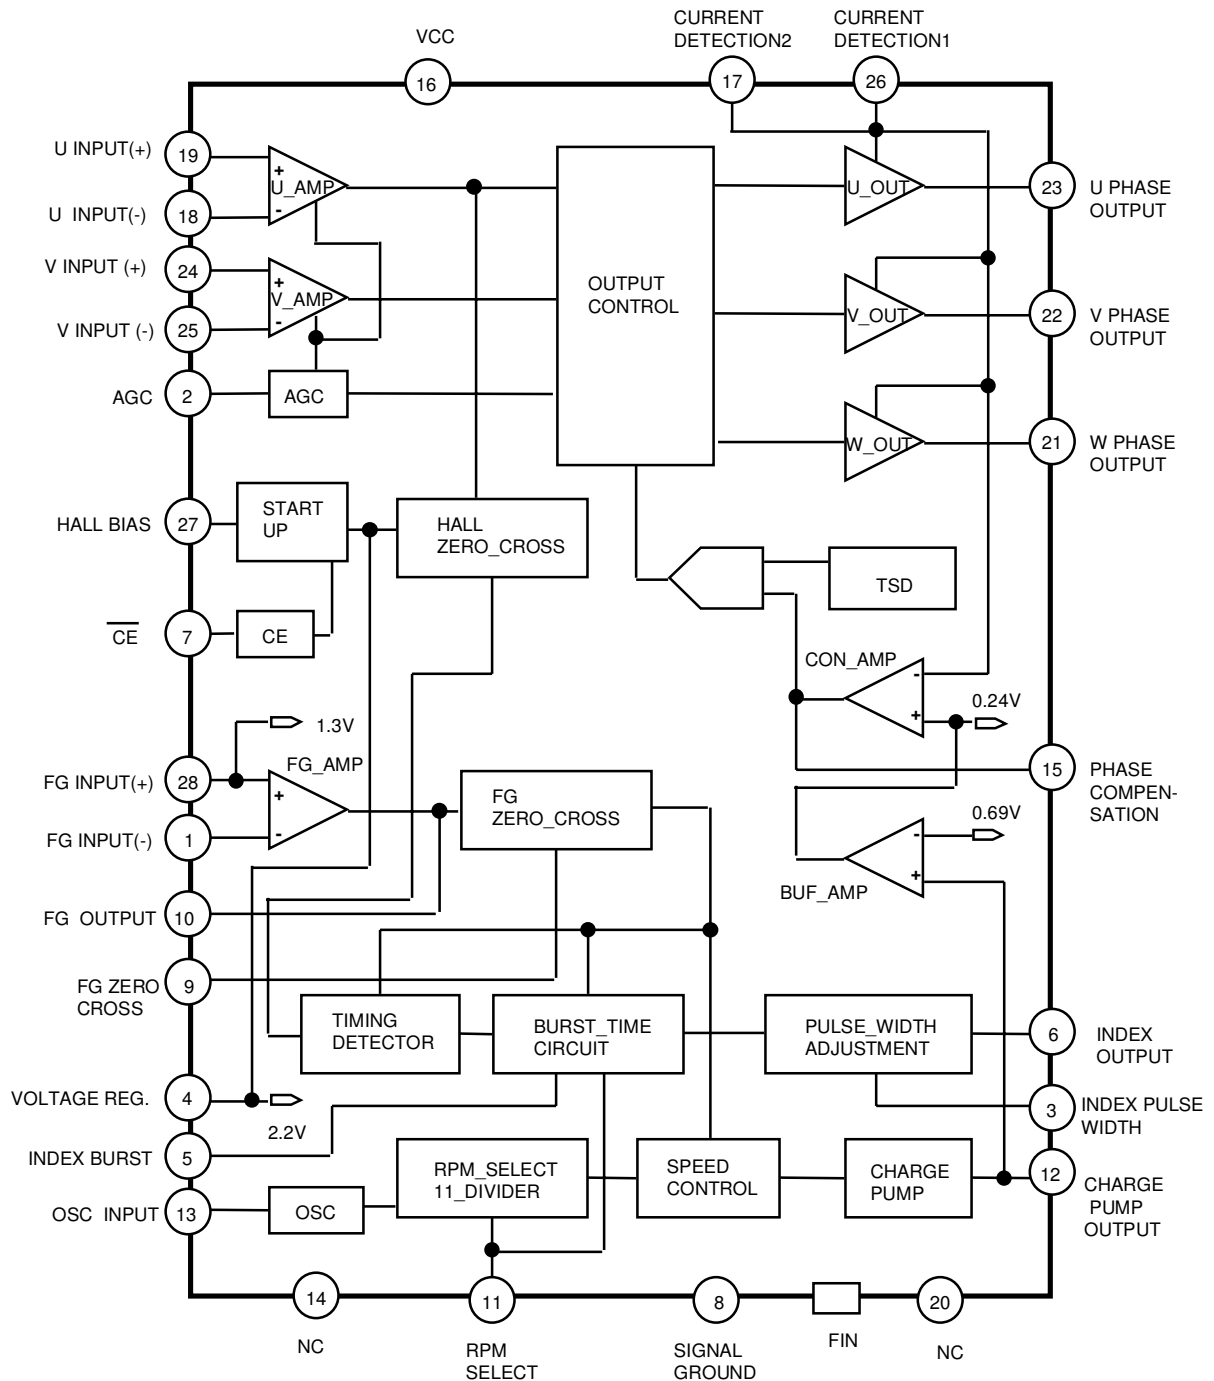 CURRENT
DETECTION2
CURRENT
DETECTION1
VCC
16
17
26
U INPUT(+)
19
+
U_AMP
-
U INPUT(-)
18
V INPUT (+)
24
+
V_AMP
-
V INPUT (-)
25
AGC
2
AGC
OUTPUT
CONTROL
U_OUT
23
U PHASE
OUTPUT
V_OUT
22
V PHASE
OUTPUT
W_OUT
21
W PHASE
OUTPUT
HALL BIAS
27
START
UP
HALL
ZERO_CROSS
TSD
CE
7
CE
CON_AMP
-
+
0.24V
1.3V
FG INPUT(+)
28
FG_AMP
+
-
FG INPUT(-)
1
FG
ZERO_CROSS
15
PHASE
COMPEN-
SATION
0.69V
-
+
BUF_AMP
FG OUTPUT
10
FG ZERO
CROSS
9
TIMING
DETECTOR
BURST_TIME
CIRCUIT
PULSE_WIDTH
ADJUSTMENT
6
INDEX
OUTPUT
VOLTAGE REG.
4
2.2V
3
INDEX PULSE
WIDTH
INDEX BURST
5
RPM_SELECT
11_DIVIDER
SPEED
CONTROL
CHARGE
PUMP
12
CHARGE
PUMP
OUTPUT
OSC INPUT
13
OSC
14
11
8
20
NC
RPM
SELECT
SIGNAL
GROUND
FIN
NC